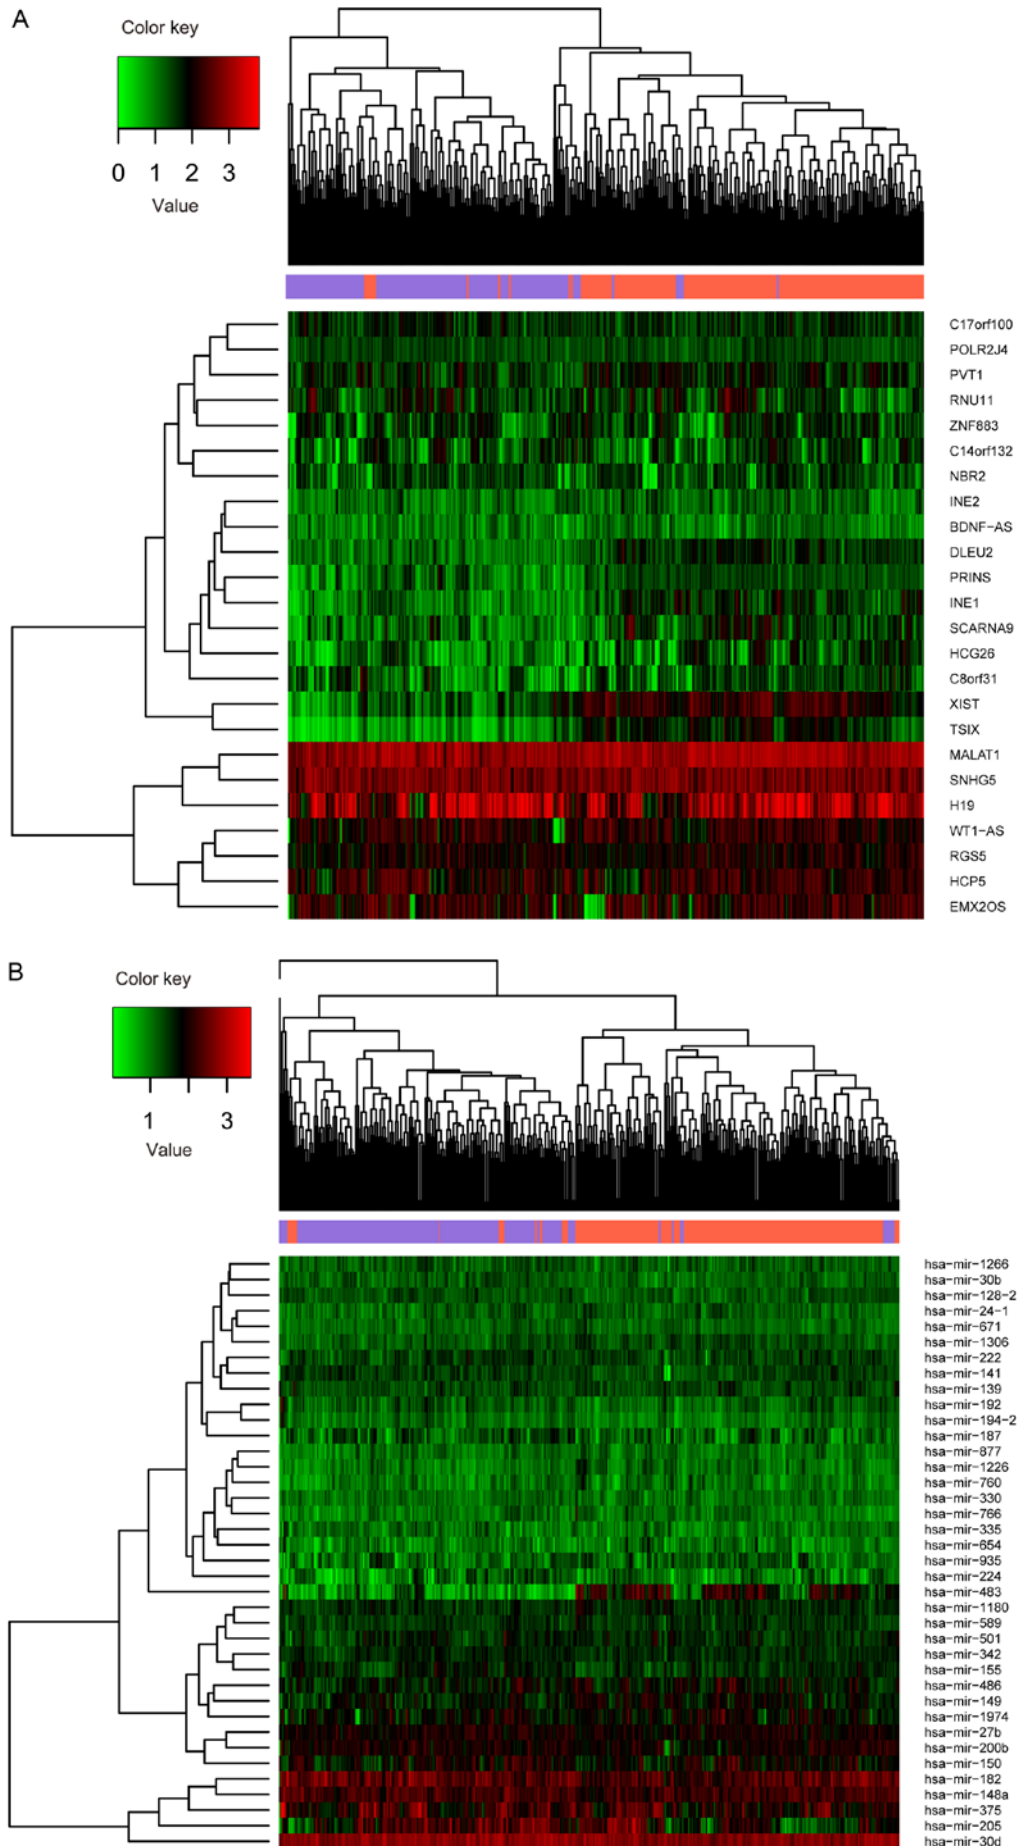 A
Color key
0 1 2 3
Value
C17orf100
POLR2J4
PVT1
RNU11
ZNF883
C14orf132
NBR2
INE2
BDNF-AS
DLEU2
PRINS
INE1
SCARNA9
HCG26
C8orf31
XIST
TSIX
MALAT1
SNHG5
H19
WT1-AS
RGS5
HCP5
EMX2OS
B
Color key
1 3
Value
hsa-mir-1266
hsa-mir-30b
hsa-mir-128-2
hsa-mir-24-1
hsa-mir-671
hsa-mir-1306
hsa-mir-222
hsa-mir-141
hsa-mir-139
hsa-mir-192
hsa-mir-194-2
hsa-mir-187
hsa-mir-877
hsa-mir-1226
hsa-mir-760
hsa-mir-330
hsa-mir-766
hsa-mir-335
hsa-mir-654
hsa-mir-935
hsa-mir-224
hsa-mir-483
hsa-mir-1180
hsa-mir-589
hsa-mir-501
hsa-mir-342
hsa-mir-155
hsa-mir-486
hsa-mir-149
hsa-mir-1974
hsa-mir-27b
hsa-mir-200b
hsa-mir-150
hsa-mir-182
hsa-mir-148a
hsa-mir-375
hsa-mir-205
hsa-mir-30d